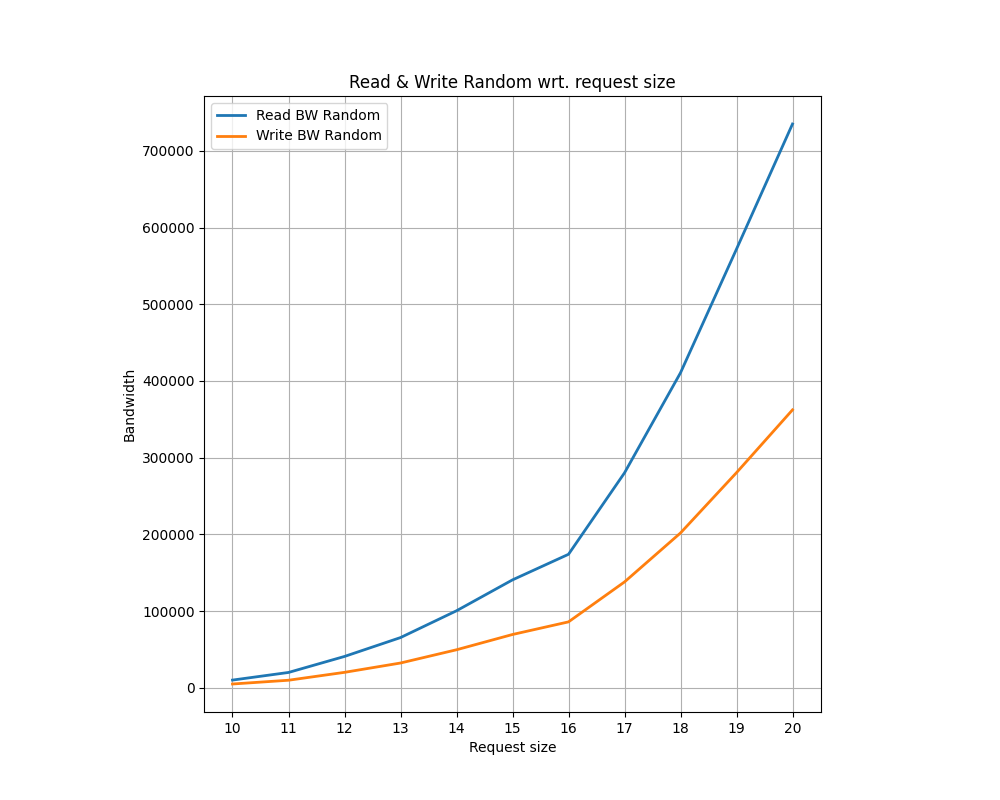 Read & Write Random wrt. request size
Read BW Random
Write BW Random
700000
600000
500000
400000
300000
200000
100000
0
Bandwidth
10 11 12 13 14 15 16 17 18 19 20
Request size